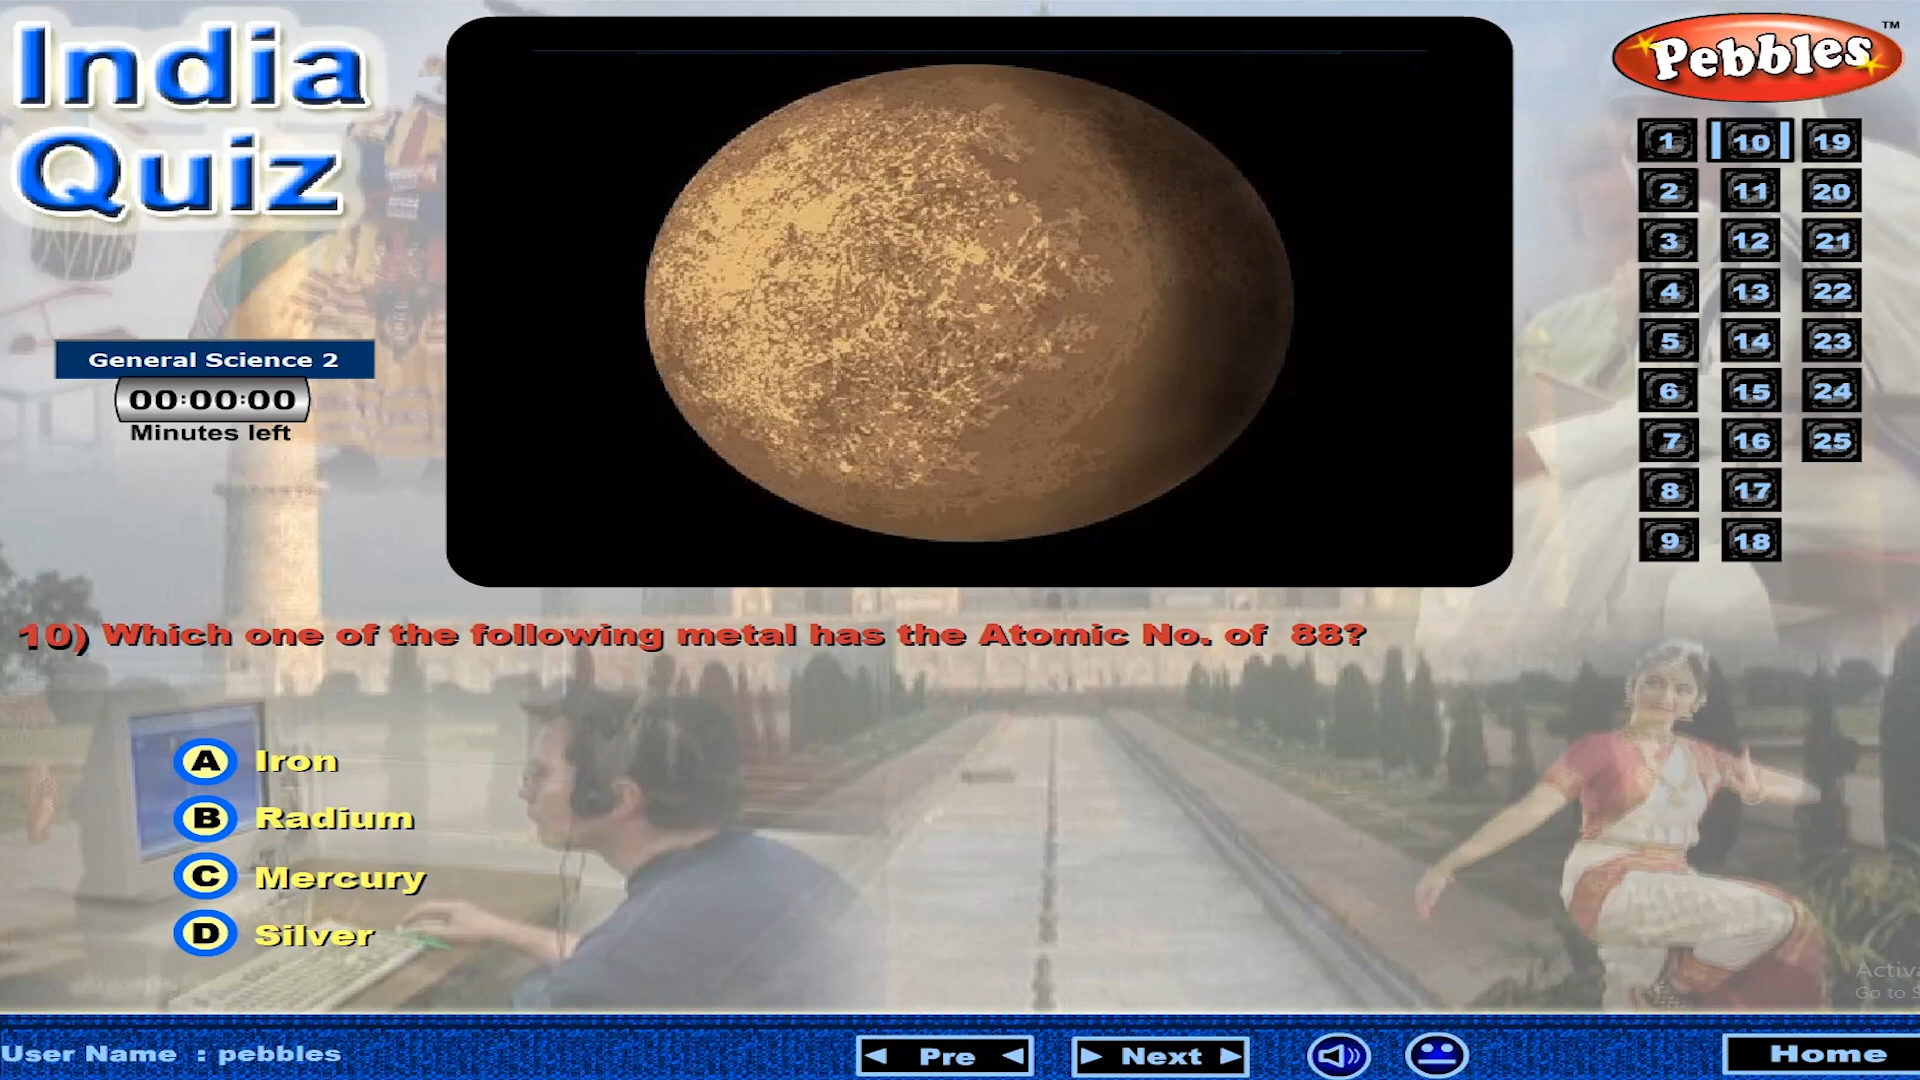 India
Quiz
Pebbles
TM
General Science 2
00:00:00
Minutes left
1 10 19
2 11 20
3 12 21
4 13 22
5 14 23
6 15 24
7 16 25
8 17
9 18
10) Which one of the following metal has the Atomic No. of 88?
A Iron
B Radium
C Mercury
D Silver
Activa
Go to S
User Name : pebbles
Pre
Next
Home